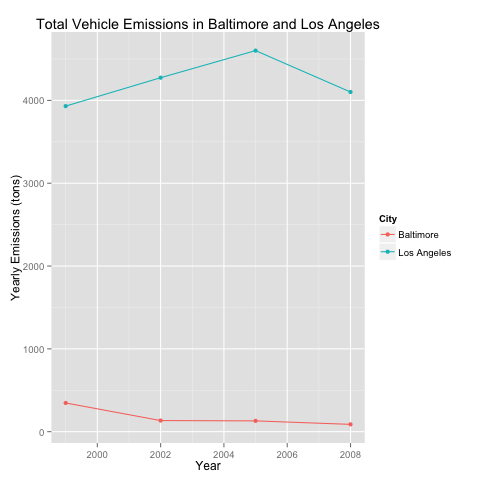 Total Vehicle Emissions in Baltimore and Los Angeles
Yearly Emissions (tons)
4000
3000
2000
1000
0
2000
2002
2004
2006
2008
Year
City
Baltimore
Los Angeles